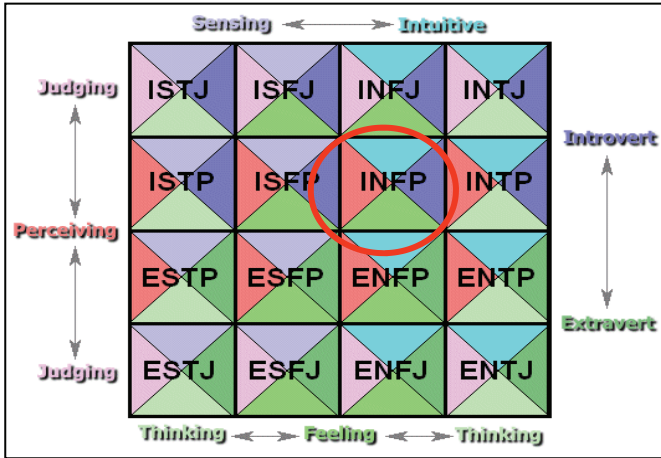 Sensing Intuitive
Judging
ISTJ ISFJ INFJ INTJ
Introvert
ISTP ISFP INFP INTP
Perceiving
ESTP ESFP ENFP ENTP
Extravert
Judging
ESTJ ESFJ ENFJ ENTJ
Thinking Feeling Thinking